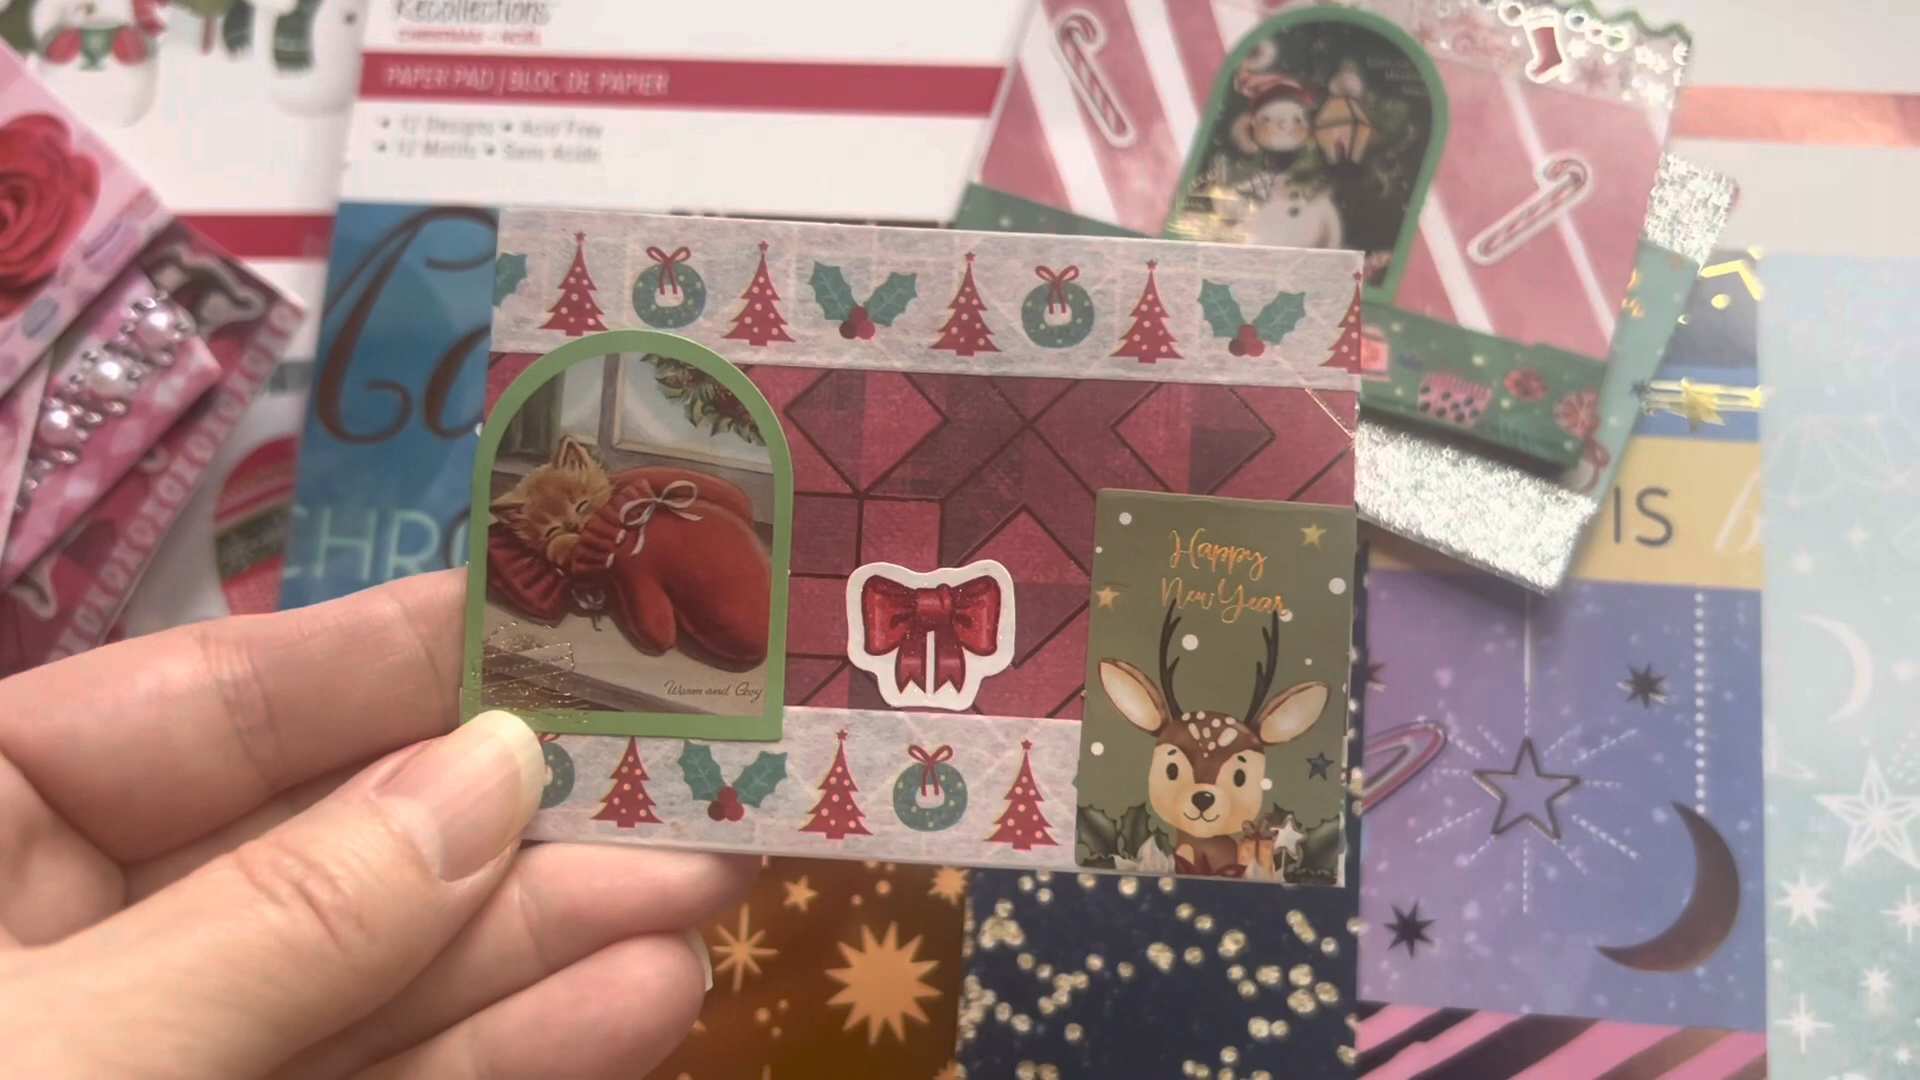 Recollections
PAPER PAD | BLOC DE PAPIER
• 12 Designs • Acid Free
• 12 Motifs • Sans Acide
CHR
IS
Happy
New Year
Warm and Cozy
XOXOXOXOXO